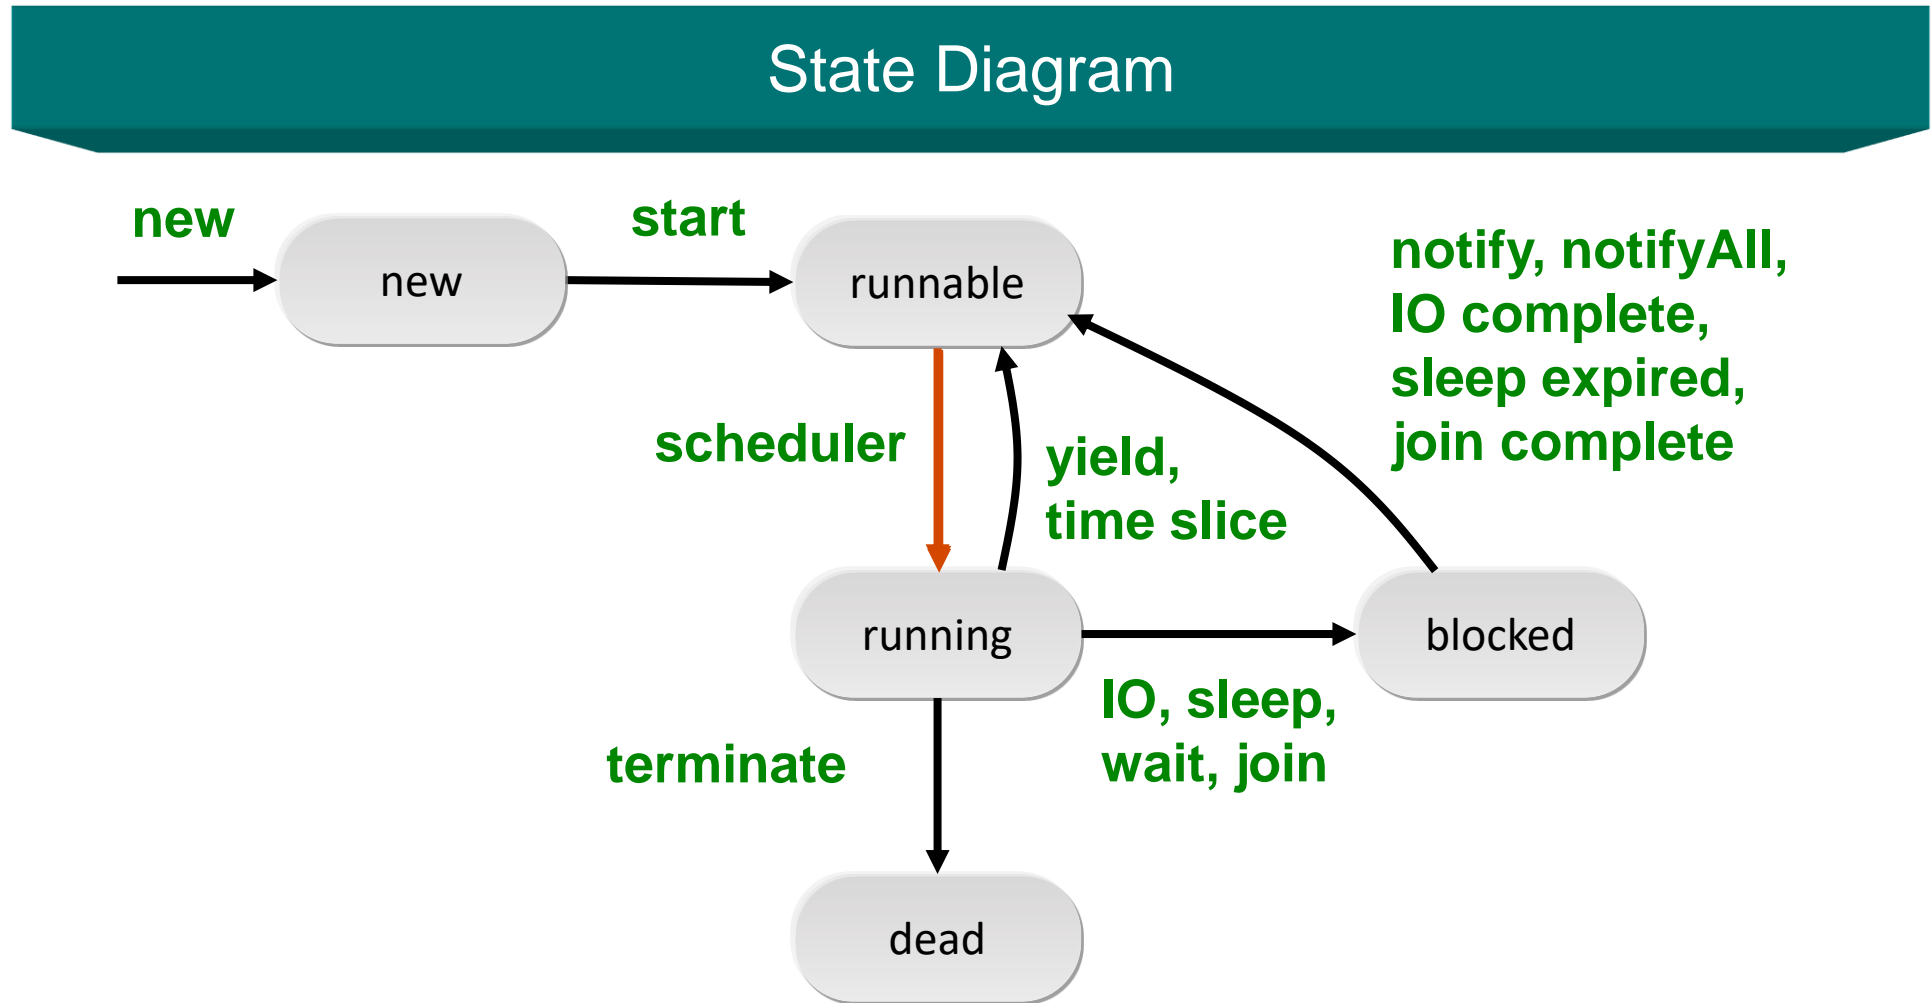 State Diagram
new
start
new
runnable
notify, notifyAll,
IO complete,
sleep expired,
join complete
scheduler
yield,
time slice
running
blocked
IO, sleep,
wait, join
terminate
dead